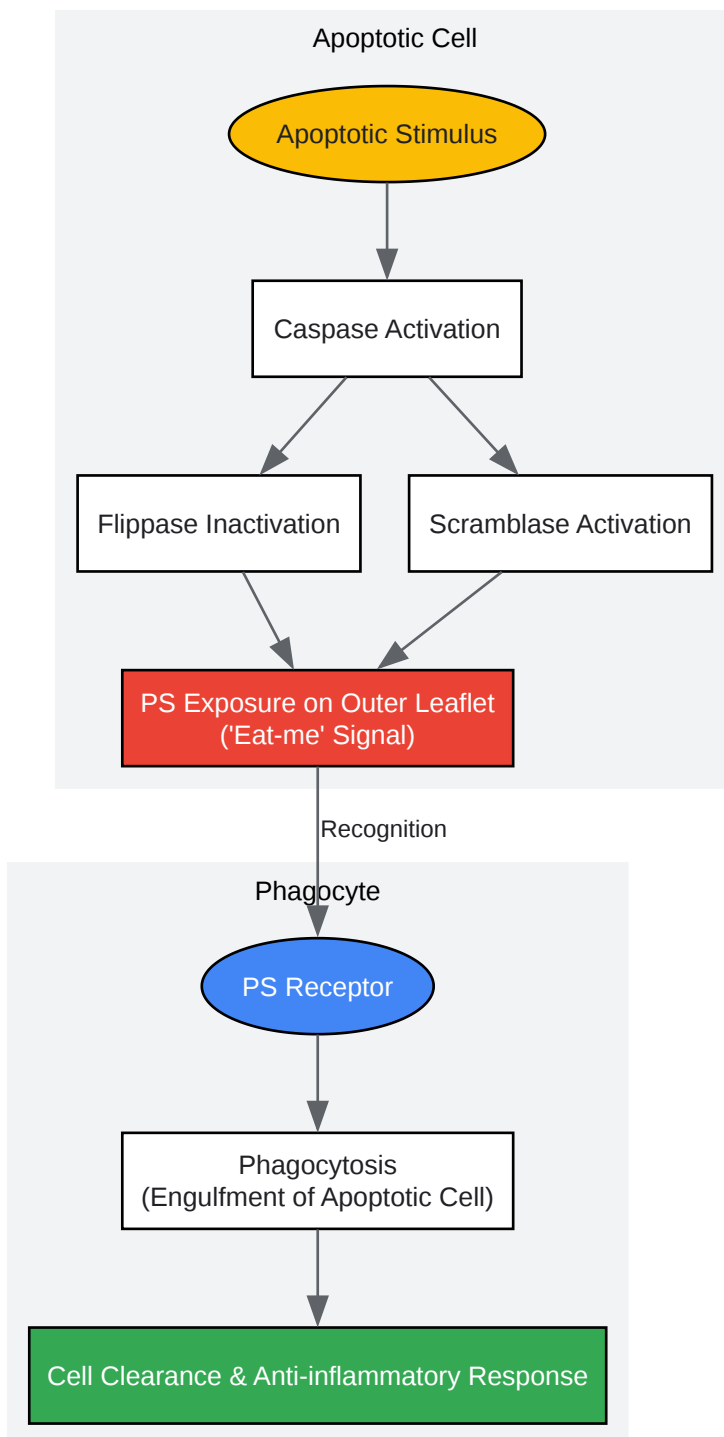 Apoptotic Cell
Apoptotic Stimulus
Caspase Activation
Flippase Inactivation
Scramblase Activation
PS Exposure on Outer Leaflet
('Eat-me' Signal)
Recognition
Phagocyte
PS Receptor
Phagocytosis
(Engulfment of Apoptotic Cell)
Cell Clearance & Anti-inflammatory Response